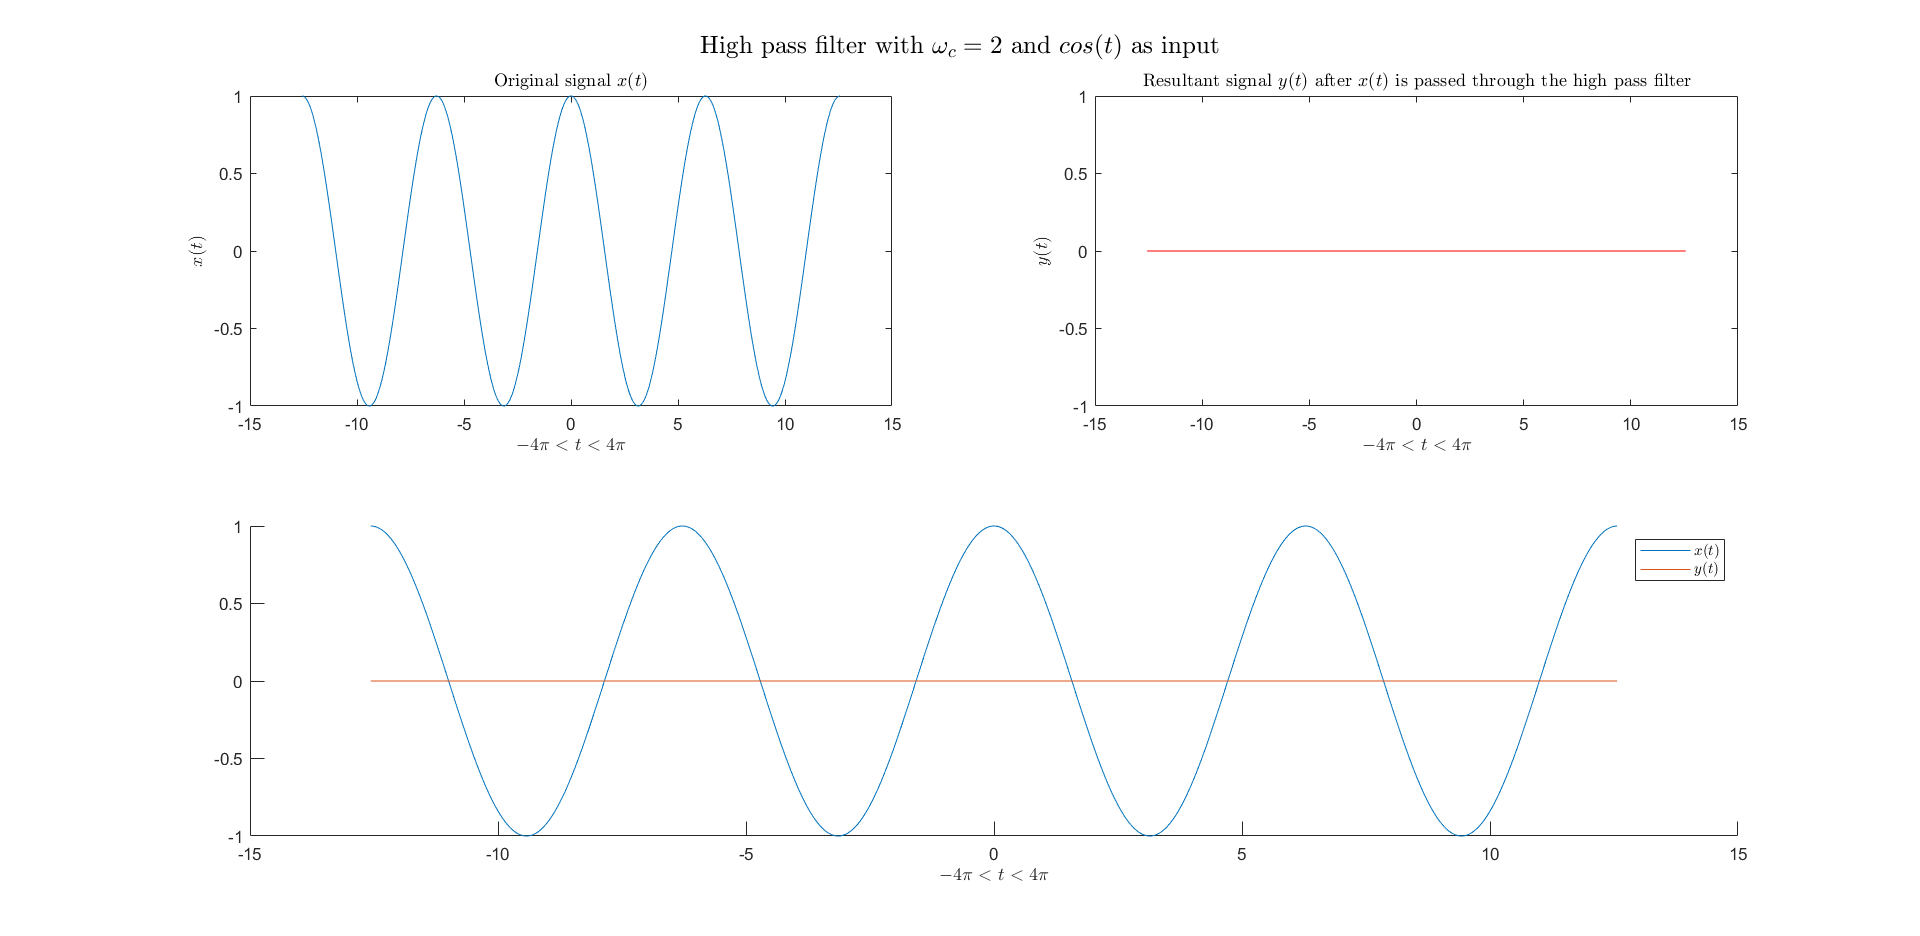 High pass filter with ω_c = 2 and cos(t) as input
Original signal x(t)
1
0.5
0
-0.5
-1
x(t)
-15 -10 -5 0 5 10 15
−4π < t < 4π
Resultant signal y(t) after x(t) is passed through the high pass filter
1
0.5
0
-0.5
-1
y(t)
-15 -10 -5 0 5 10 15
−4π < t < 4π
1
0.5
0
-0.5
-1
-15 -10 -5 0 5 10 15
−4π < t < 4π
x(t)
y(t)